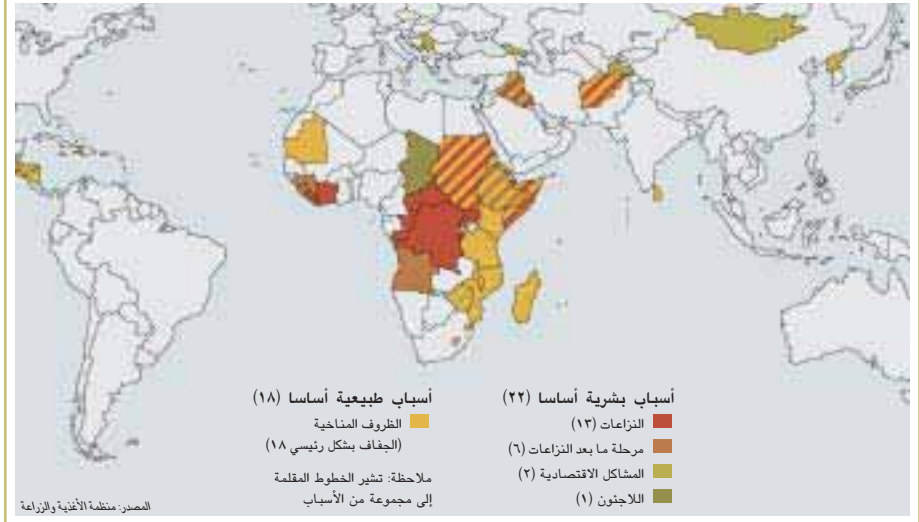 أسباب بشرية أساسا (٢٢)
النزاعات (١٣)
مرحلة ما بعد النزاعات (٦)
المشاكل الاقتصادية (٢)
اللاجئون (١)
أسباب طبيعية أساسا (١٨)
الظروف المناخية
(الجفاف بشكل رئيسي ١٨)
ملاحظة: تشير الخطوط المقلمة
إلى مجموعة من الأسباب
المصدر: منظمة الأغذية والزراعة